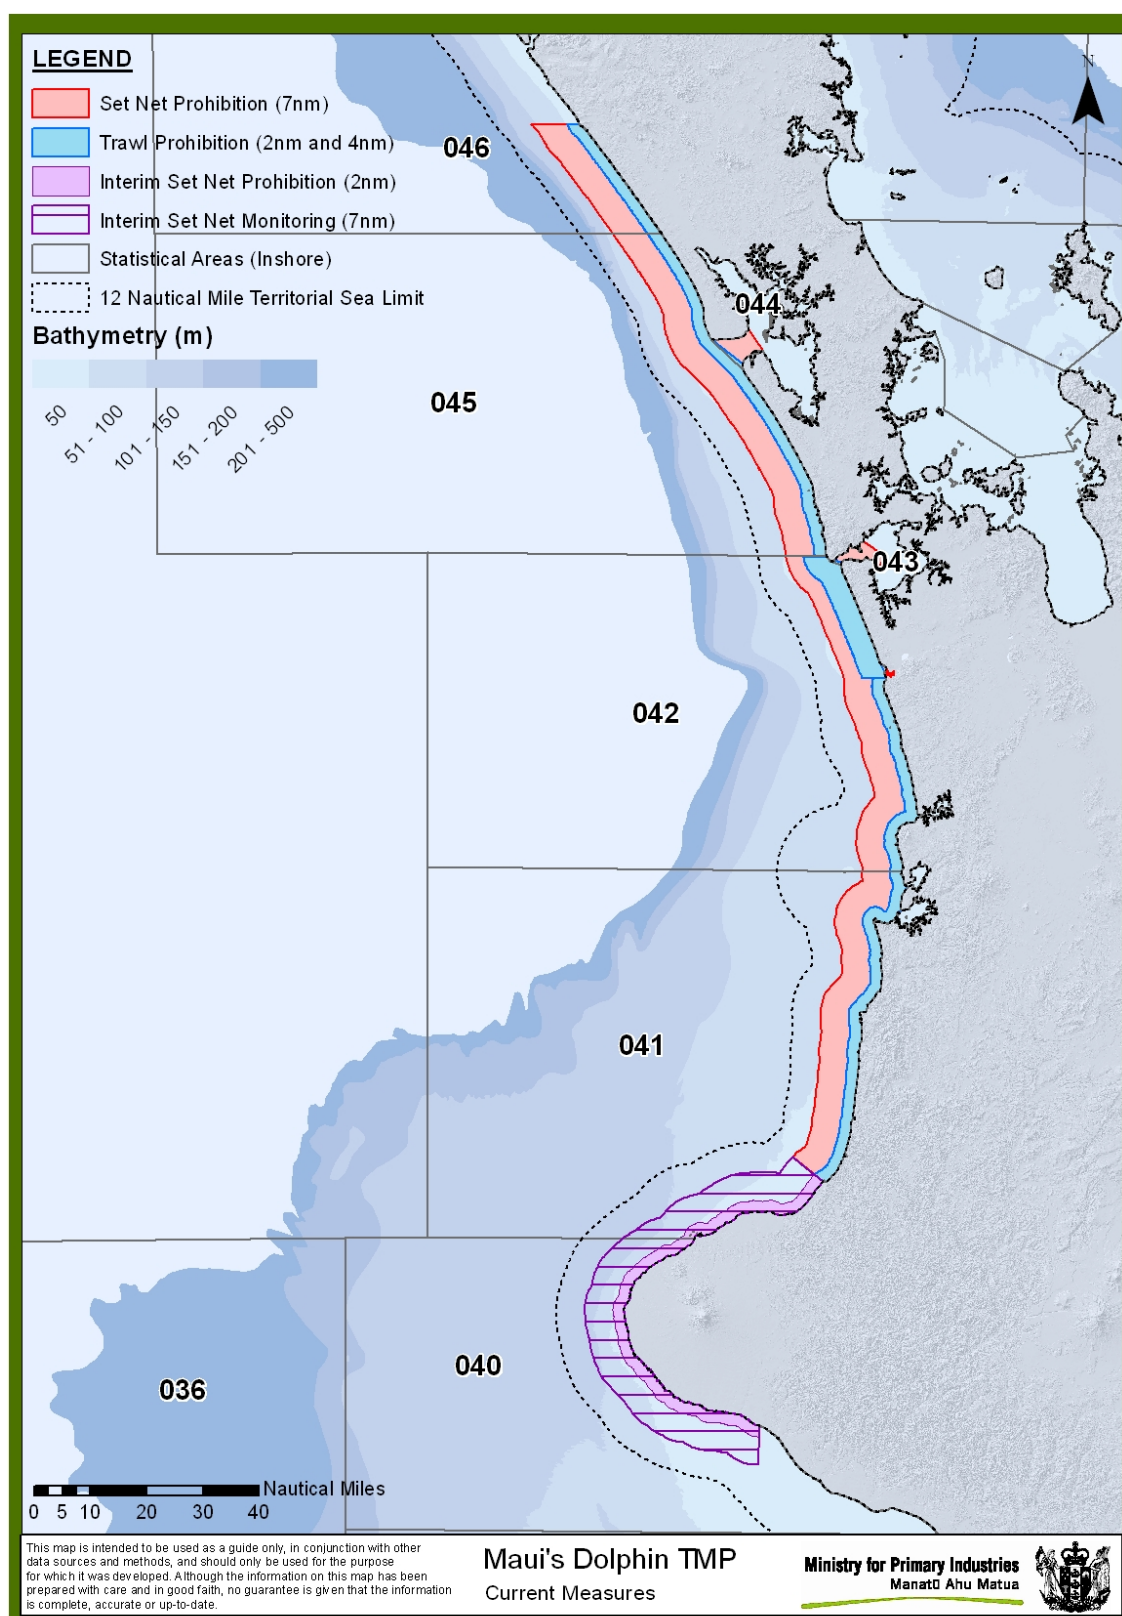 LEGEND
Set Net Prohibition (7nm)
Trawl Prohibition (2nm and 4nm)
Interim Set Net Prohibition (2nm)
Interim Set Net Monitoring (7nm)
Statistical Areas (Inshore)
12 Nautical Mile Territorial Sea Limit
Bathymetry (m)
50
51 - 100
101 - 150
151 - 200
201 - 500
N
046
044
045
043
042
041
040
036
Nautical Miles
0 5 10 20 30 40
This map is intended to be used as a guide only, in conjunction with other
data sources and methods, and should only be used for the purpose
for which it was developed. Although the information on this map has been
prepared with care and in good faith, no guarantee is given that the information
is complete, accurate or up-to-date.
Maui's Dolphin TMP
Current Measures
Ministry for Primary Industries
Manatū Ahu Matua